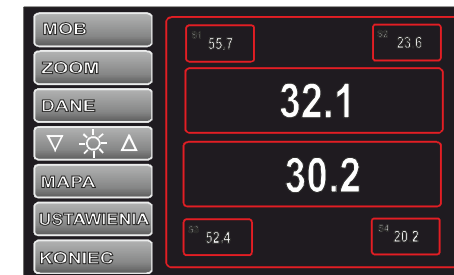 MOB
ZOOM
DANE
MAPA
USTAWIENIA
KONIEC
S1 55,7
S2 23 6
32.1
30.2
S3 52.4
S4 20 2